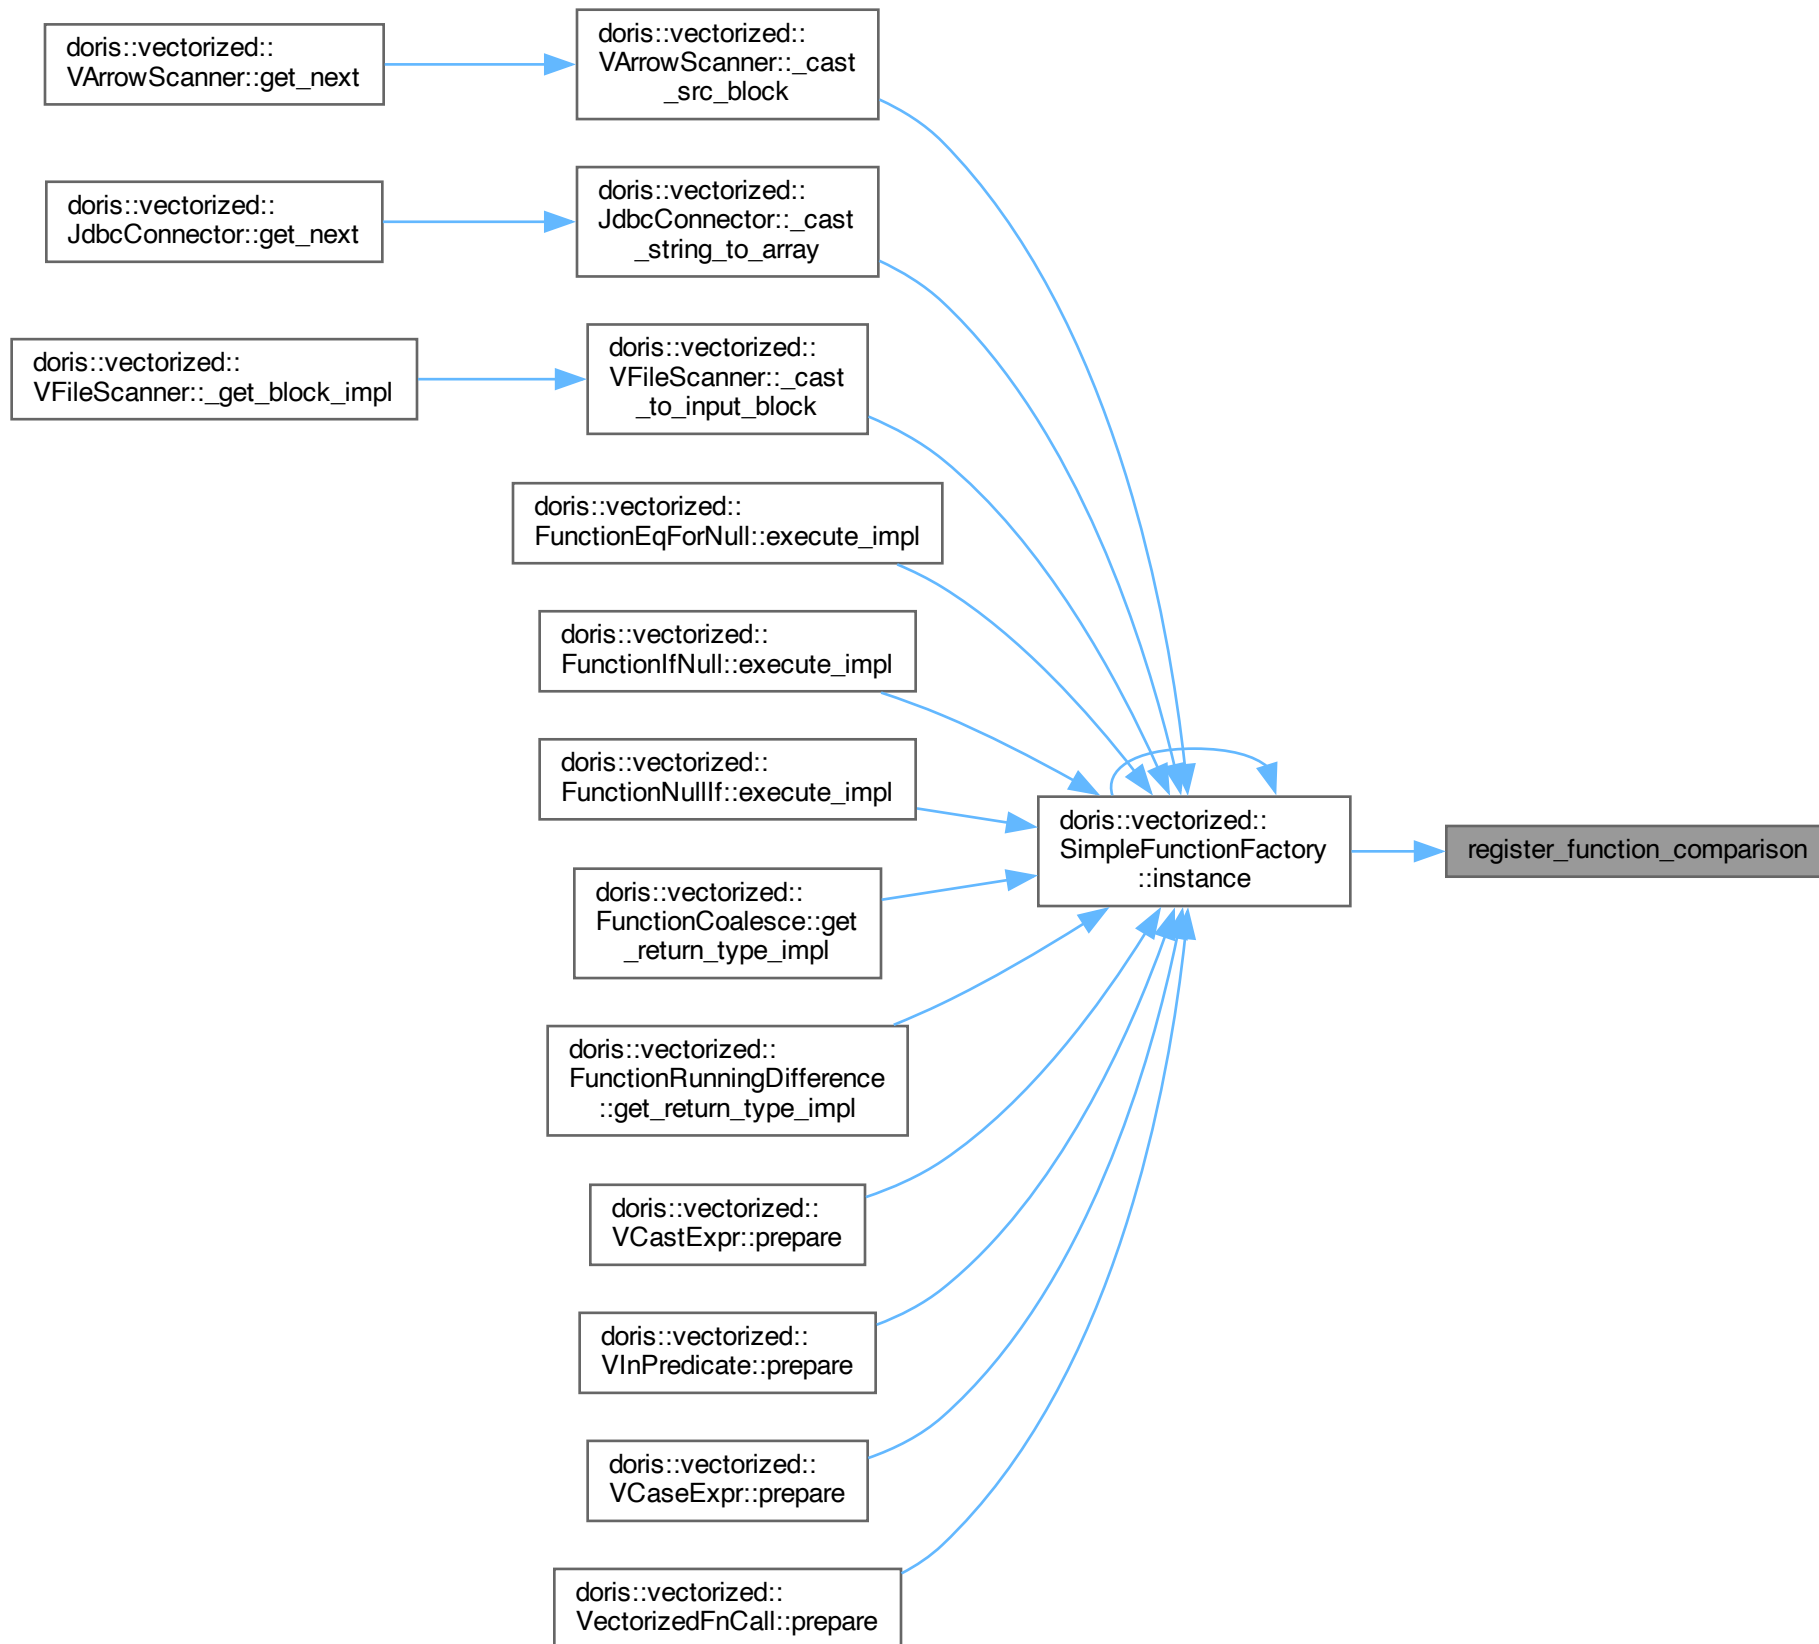 doris::vectorized::
VArrowScanner::get_next
doris::vectorized::
VArrowScanner::_cast
_src_block
doris::vectorized::
JdbcConnector::get_next
doris::vectorized::
JdbcConnector::_cast
_string_to_array
doris::vectorized::
VFileScanner::_get_block_impl
doris::vectorized::
VFileScanner::_cast
_to_input_block
doris::vectorized::
FunctionEqForNull::execute_impl
doris::vectorized::
FunctionIfNull::execute_impl
doris::vectorized::
FunctionNullIf::execute_impl
doris::vectorized::
SimpleFunctionFactory
::instance
register_function_comparison
doris::vectorized::
FunctionCoalesce::get
_return_type_impl
doris::vectorized::
FunctionRunningDifference
::get_return_type_impl
doris::vectorized::
VCastExpr::prepare
doris::vectorized::
VInPredicate::prepare
doris::vectorized::
VCaseExpr::prepare
doris::vectorized::
VectorizedFnCall::prepare